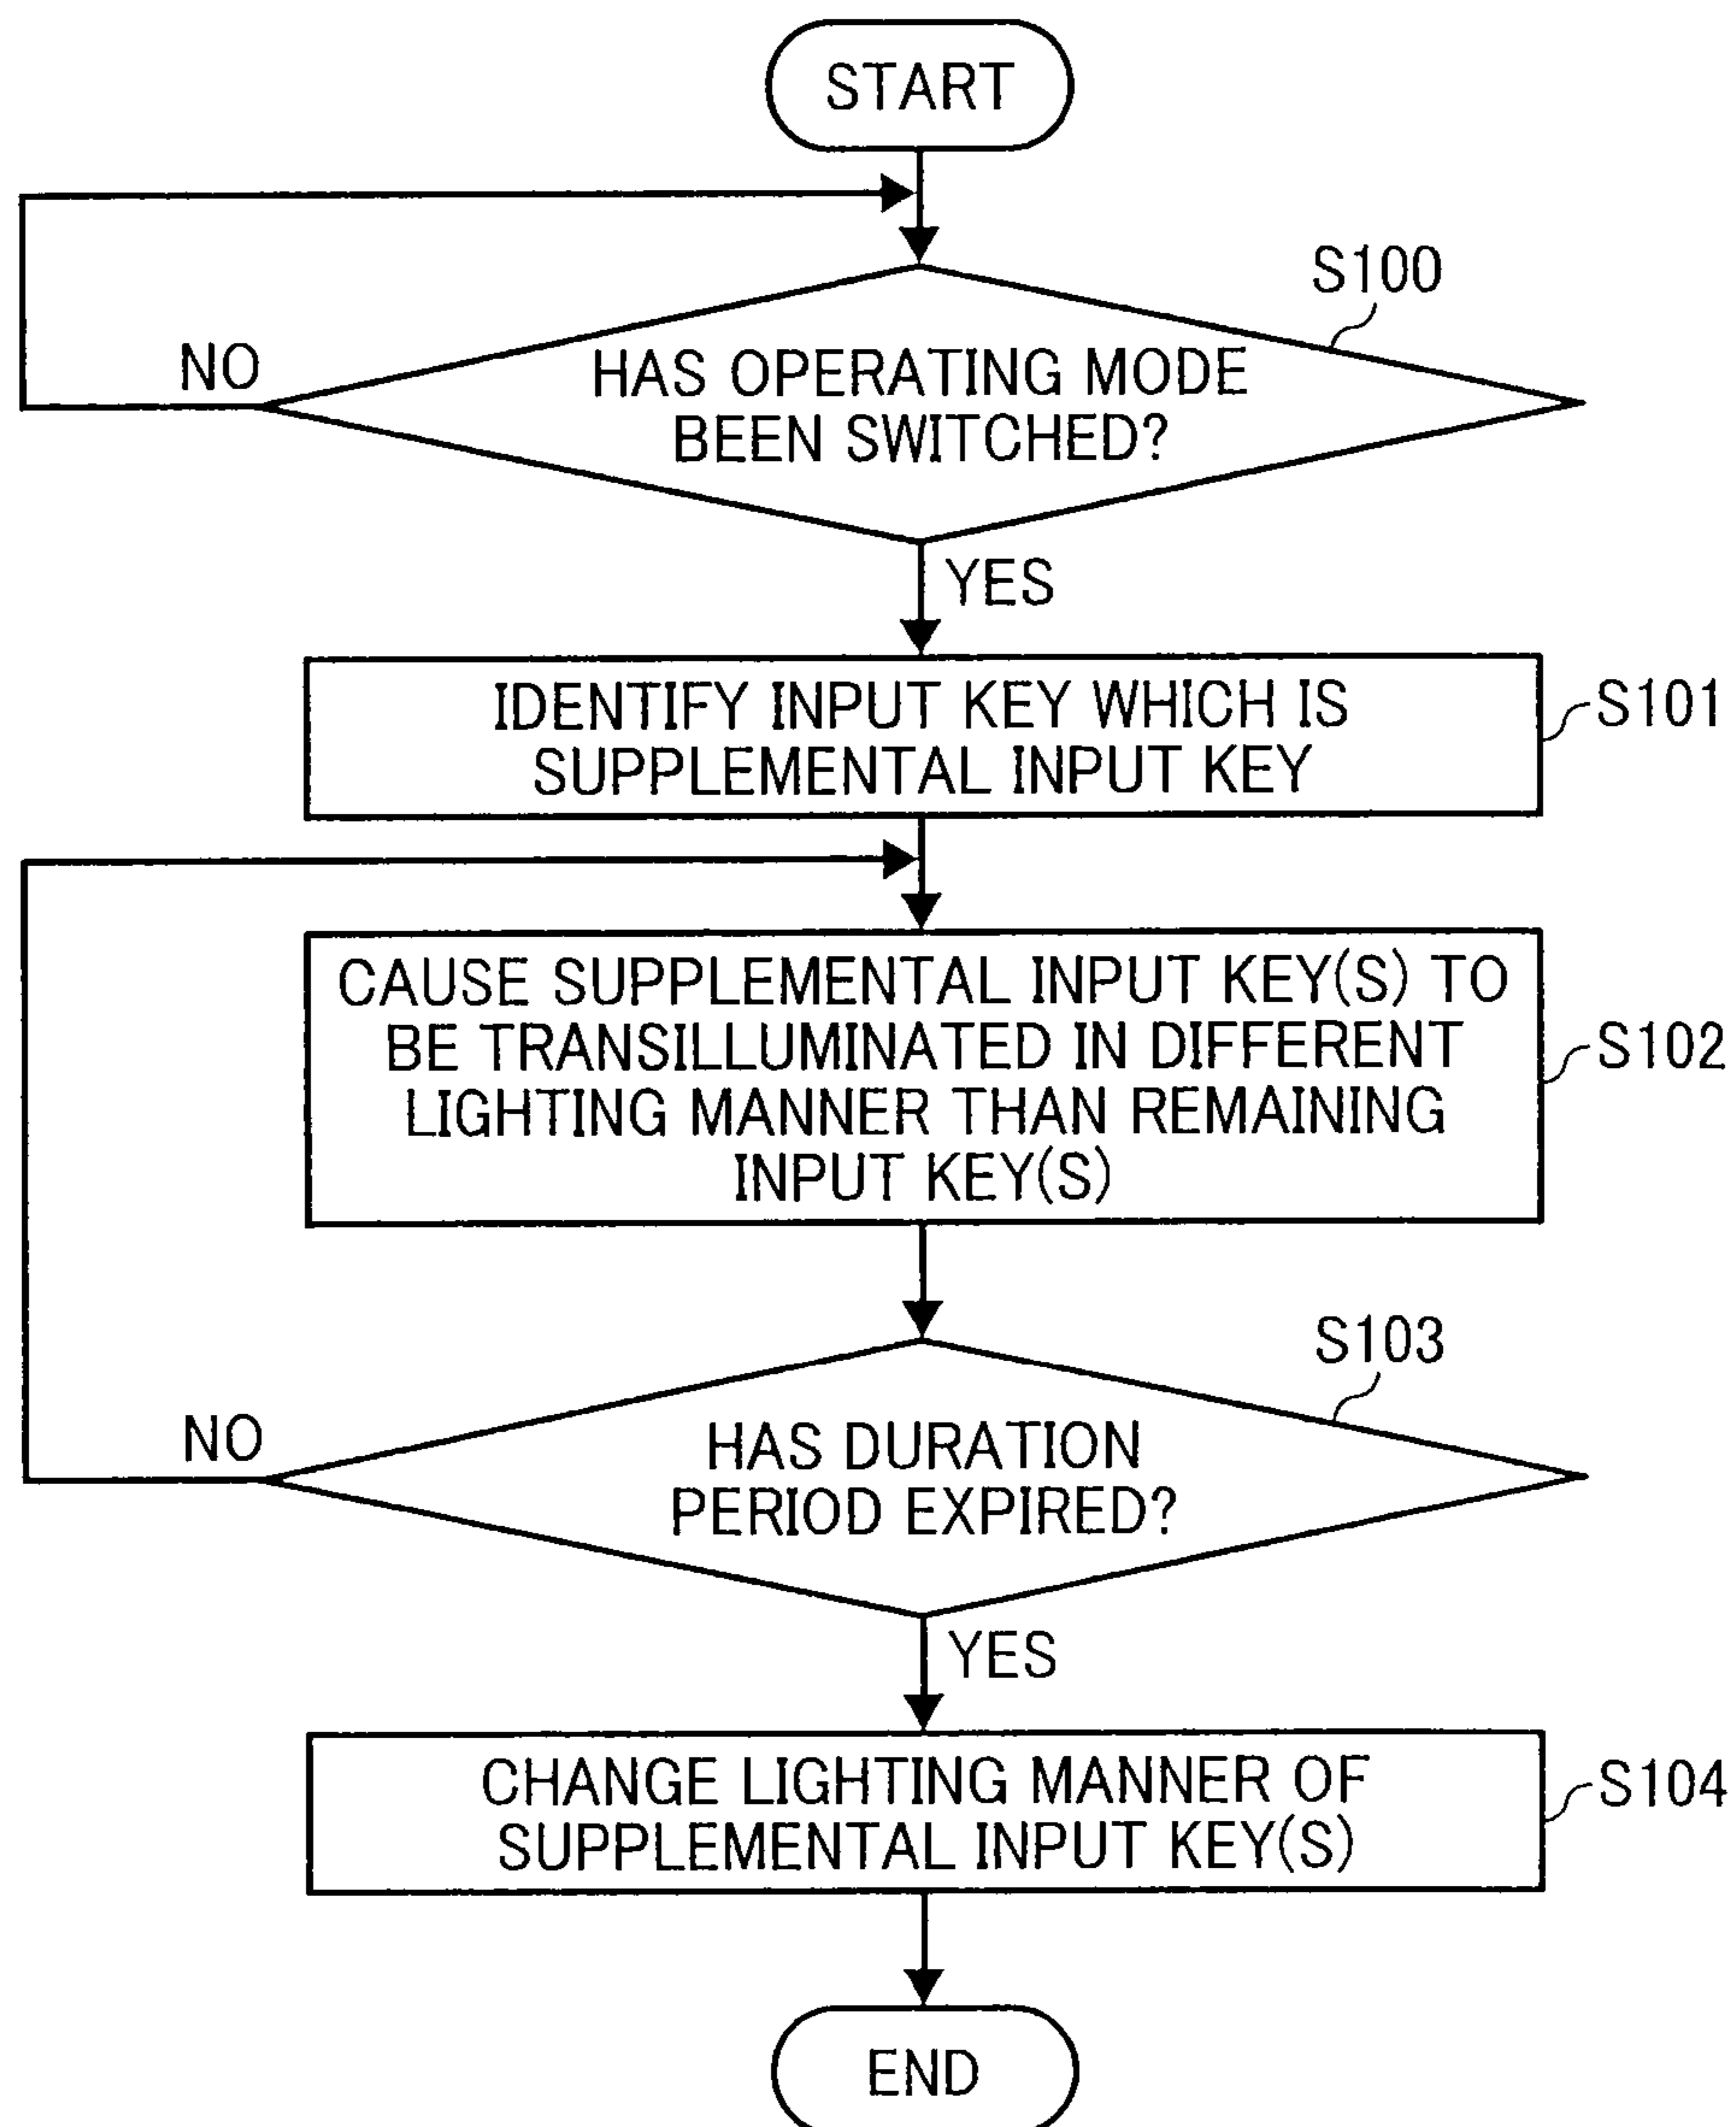 START
S100
NO
HAS OPERATING MODE
BEEN SWITCHED?
YES
IDENTIFY INPUT KEY WHICH IS
SUPPLEMENTAL INPUT KEY
S101
CAUSE SUPPLEMENTAL INPUT KEY(S) TO
BE TRANSILLUMINATED IN DIFFERENT
LIGHTING MANNER THAN REMAINING
INPUT KEY(S)
S102
S103
NO
HAS DURATION
PERIOD EXPIRED?
YES
CHANGE LIGHTING MANNER OF
SUPPLEMENTAL INPUT KEY(S)
S104
END